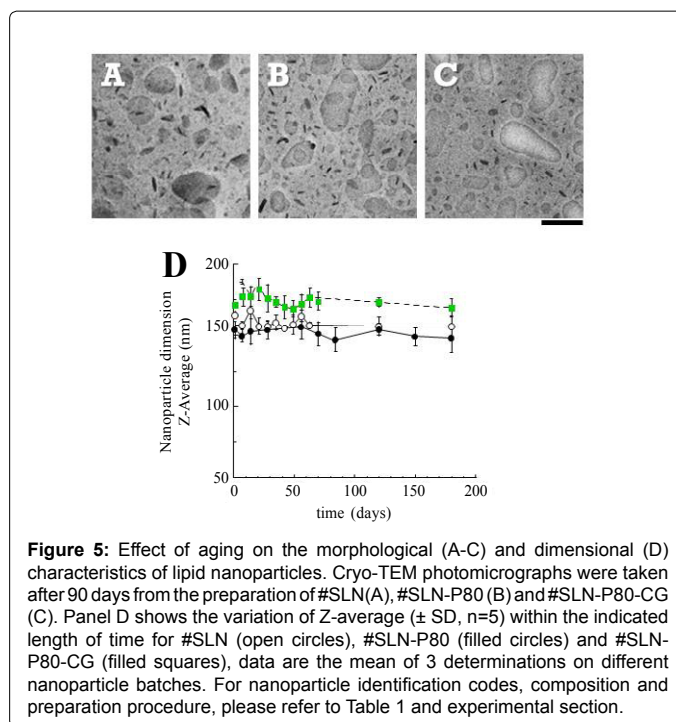 A
B
C
D
200
150
100
50
Nanoparticle dimension
Z-Average (nm)
0
50
100
150
200
time (days)
Figure 5: Effect of aging on the morphological (A-C) and dimensional (D)
characteristics of lipid nanoparticles. Cryo-TEM photomicrographs were taken
after 90 days from the preparation of #SLN(A), #SLN-P80 (B) and #SLN-P80-CG
(C). Panel D shows the variation of Z-average (± SD, n=5) within the indicated
length of time for #SLN (open circles), #SLN-P80 (filled circles) and #SLN-
P80-CG (filled squares), data are the mean of 3 determinations on different
nanoparticle batches. For nanoparticle identification codes, composition and
preparation procedure, please refer to Table 1 and experimental section.